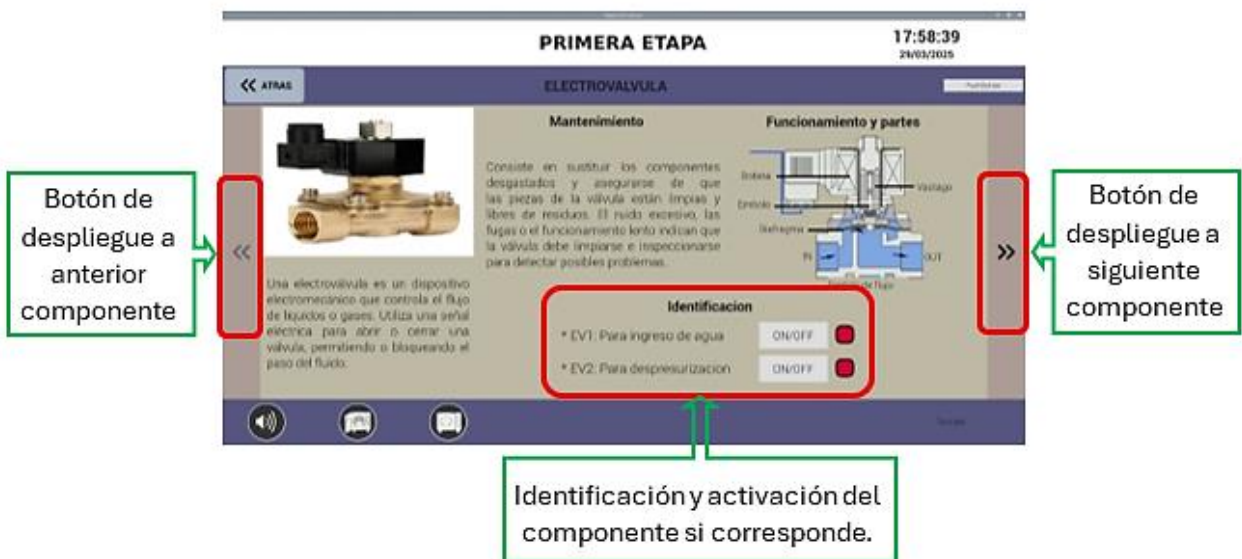 PRIMERA ETAPA
17:58:39
29/03/2025
ATRAS
ELECTROVALVULA
Mantenimiento
Funcionamiento y partes
Consiste en sustituir los componentes
desgastados y asegurarse de que
las piezas de la válvula están limpias y
libres de residuos. El ruido excesivo, las
fugas o el funcionamiento lento indican que
la válvula debe limpiarse e inspeccionarse
para detectar posibles problemas.
Bobina
Vastago
Embolo
Diafragma
IN
OUT
Una electroválvula es un dispositivo
electromecánico que controla el flujo
de líquidos o gases. Utiliza una señal
eléctrica para abrir o cerrar una
válvula, permitiendo o bloqueando el
paso del fluido.
Identificacion
* EV1: Para ingreso de agua
ON/OFF
* EV2: Para despresurizacion
ON/OFF
Botón de
despliegue a
anterior
componente
Botón de
despliegue a
siguiente
componente
Identificación y activación del
componente si corresponde.